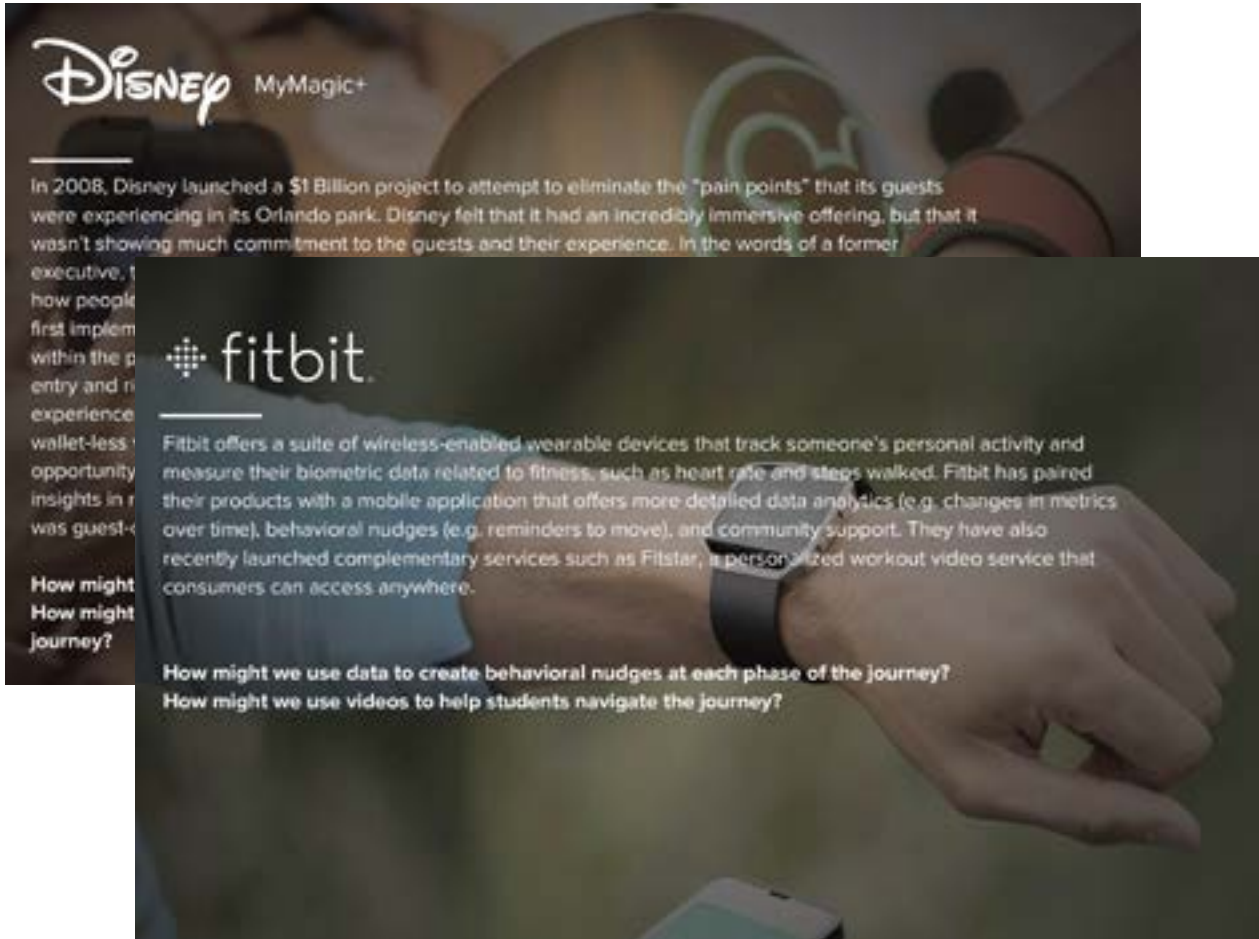 Disney MyMagic+
In 2008, Disney launched a $1 Billion project to attempt to eliminate the "pain points" that its guests
were experiencing in its Orlando park. Disney felt that it had an incredibly immersive offering, but that it
wasn't showing much commitment to the guests and their experience. In the words of a former
executive,
how people
first
within the
entry and
experience
wallet-less
opportunity
insights in
was
How might
How might
journey?
fitbit
Fitbit offers a suite of wireless-enabled wearable devices that track someone's personal activity and
measure their biometric data related to fitness, such as heart rate and steps walked. Fitbit has paired
their products with a mobile application that offers more detailed data analytics (e.g. changes in metrics
over time), behavioral nudges (e.g. reminders to move), and community support. They have also
recently launched complementary services such as Fitstar, a personalized workout video service that
consumers can access anywhere.
How might we use data to create behavioral nudges at each phase of the journey?
How might we use videos to help students navigate the journey?